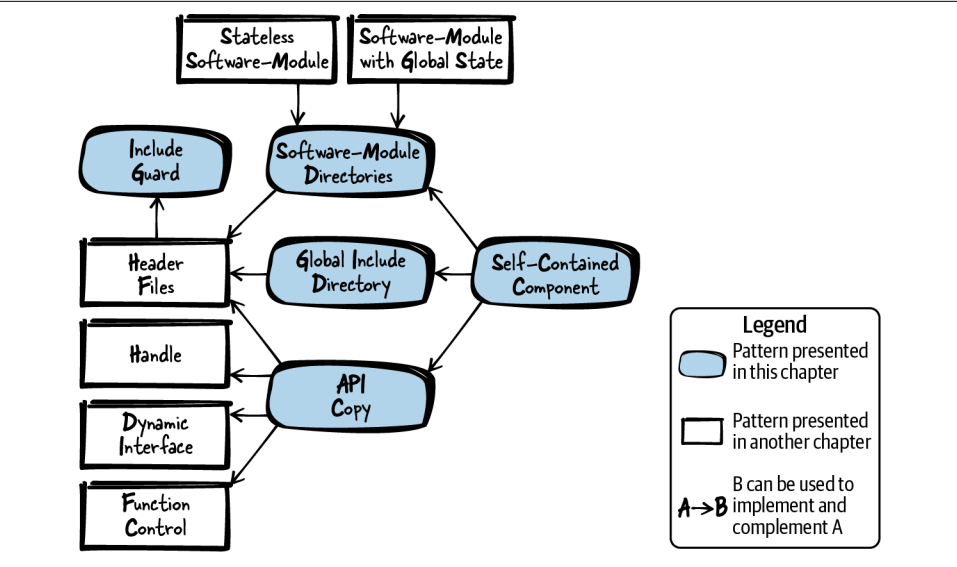 Stateless
Software-Module
Software-Module
with Global State
Include
Guard
Software-Module
Directories
Header
Files
Global Include
Directory
Self-Contained
Component
Handle
API
Copy
Dynamic
Interface
Function
Control
Legend
Pattern presented
in this chapter
Pattern presented
in another chapter
A→B
B can be used to
implement and
complement A